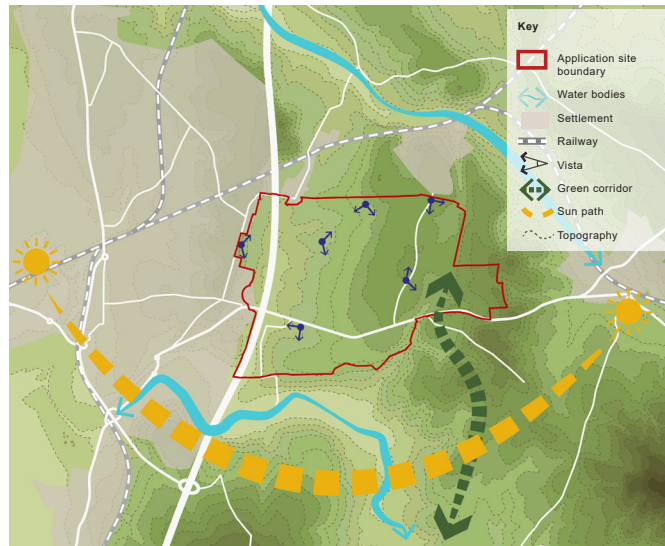 Key
Application site
boundary
Water bodies
Settlement
Railway
Vista
Green corridor
Sun path
Topography